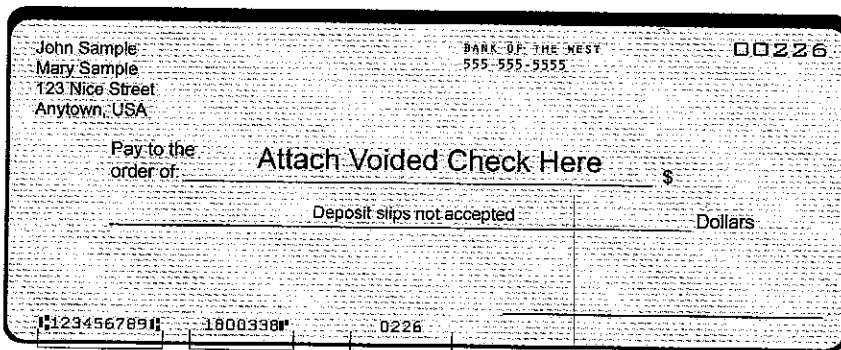 John Sample
Mary Sample
123 Nice Street
Anytown, USA
BANK OF THE WEST
555-555-5555
00226
Pay to the
order of:
Attach Voided Check Here
$
Deposit slips not accepted
Dollars
⑆123456789⑆ 1800338⑈ 0226